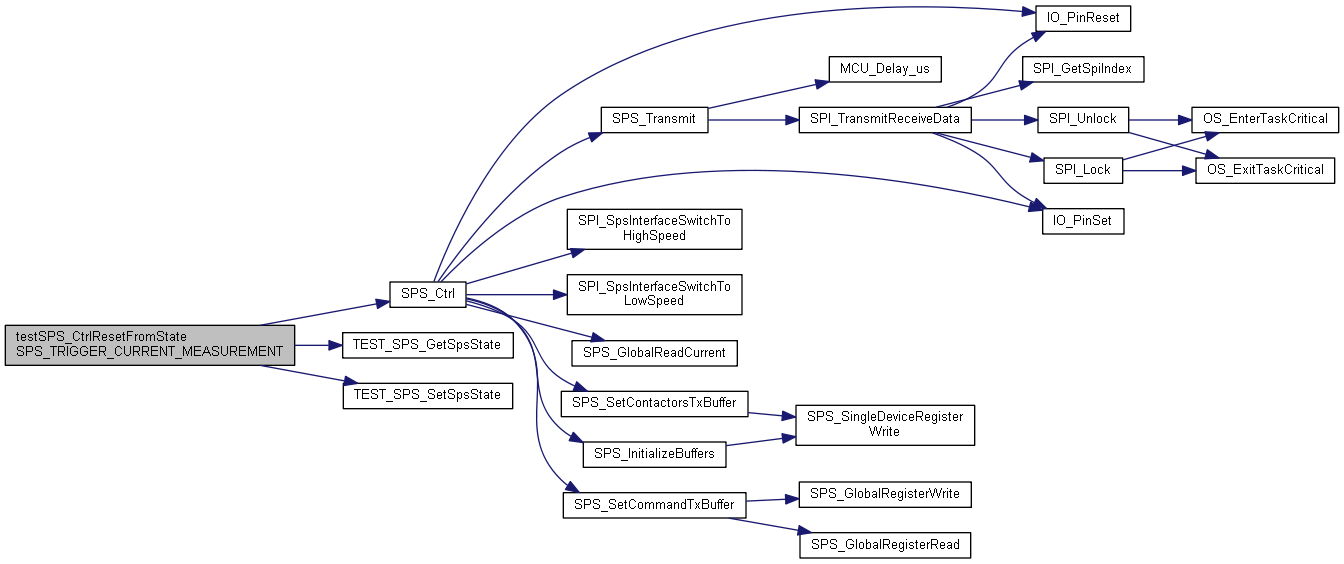 IO_PinReset
MCU_Delay_us
SPI_GetSpiIndex
SPS_Transmit
SPI_TransmitReceiveData
SPI_Unlock
OS_EnterTaskCritical
SPI_Lock
OS_ExitTaskCritical
IO_PinSet
SPI_SpsInterfaceSwitchTo
HighSpeed
SPS_Ctrl
SPI_SpsInterfaceSwitchTo
LowSpeed
testSPS_CtrlResetFromState
SPS_TRIGGER_CURRENT_MEASUREMENT
TEST_SPS_GetSpsState
SPS_GlobalReadCurrent
TEST_SPS_SetSpsState
SPS_SetContactorsTxBuffer
SPS_SingleDeviceRegister
Write
SPS_InitializeBuffers
SPS_SetCommandTxBuffer
SPS_GlobalRegisterWrite
SPS_GlobalRegisterRead